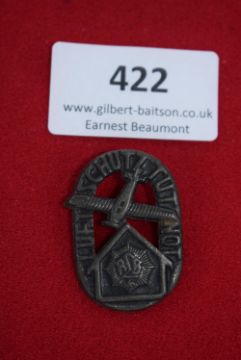 422
www.gilbert-baitson.co.uk
Earnest Beaumont
LUFTSCHUTZ TUT NOT
RLB